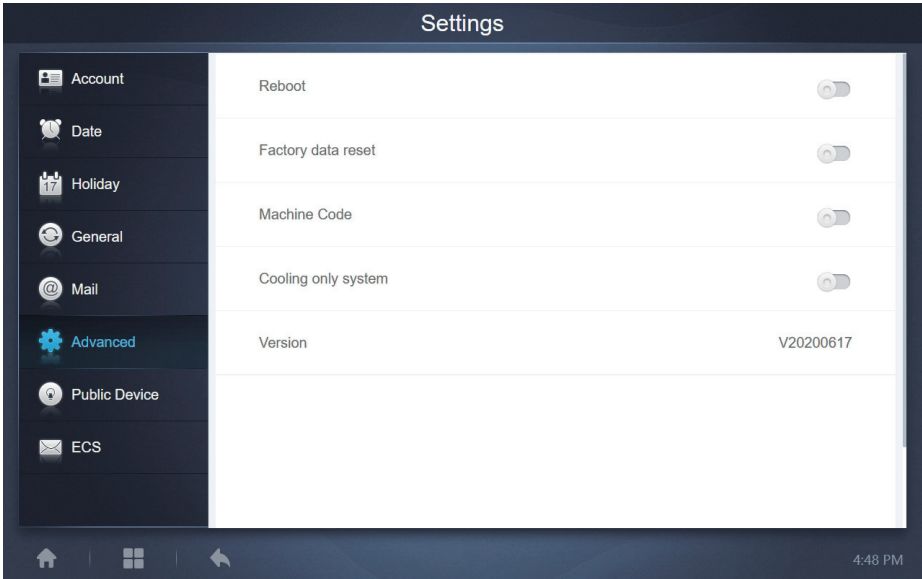 Settings
Account
Date
17
Holiday
General
@
Mail
Advanced
Public Device
ECS
Reboot
Factory data reset
Machine Code
Cooling only system
Version V20200617
4:48 PM